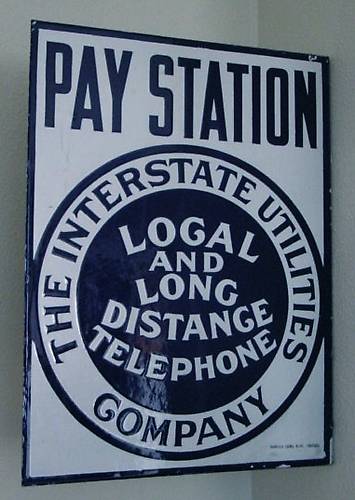 PAY STATION
THE INTERSTATE UTILITIES
LOCAL
AND
LONG
DISTANCE
TELEPHONE
COMPANY